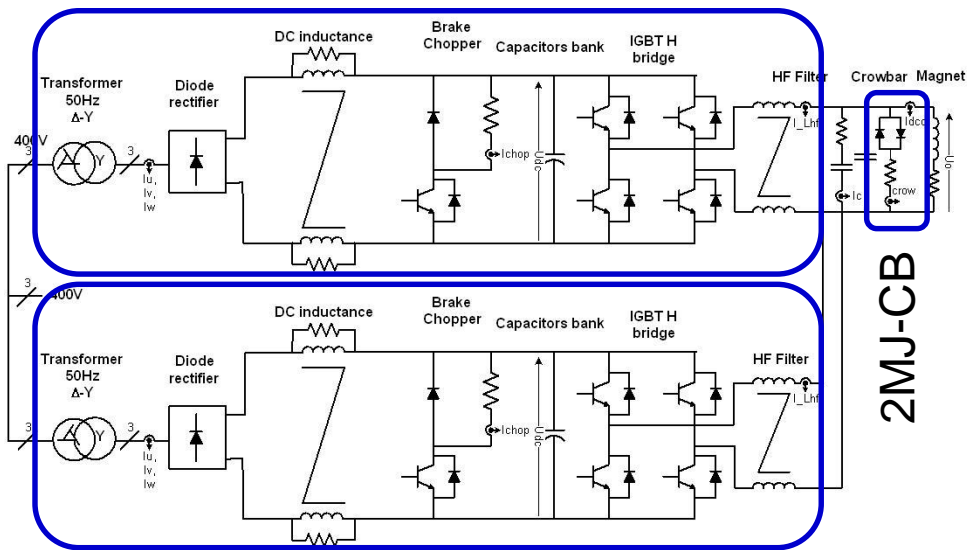 DC inductance
Brake
Chopper
Capacitors bank
IGBT H
bridge
HF Filter
Crowbar
Magnet
Transformer
50Hz
Δ-Y
Diode
rectifier
400V
3
Y
3
Iu,
Iv,
Iw
Ichop
Udc
I_Lhf
Idcc
Uo
Ic
Icrow
2MJ-CB
3
400V
DC inductance
Brake
Chopper
Capacitors bank
IGBT H
bridge
HF Filter
Transformer
50Hz
Δ-Y
Diode
rectifier
3
Y
3
Iu,
Iv,
Iw
Ichop
Udc
I_Lhf